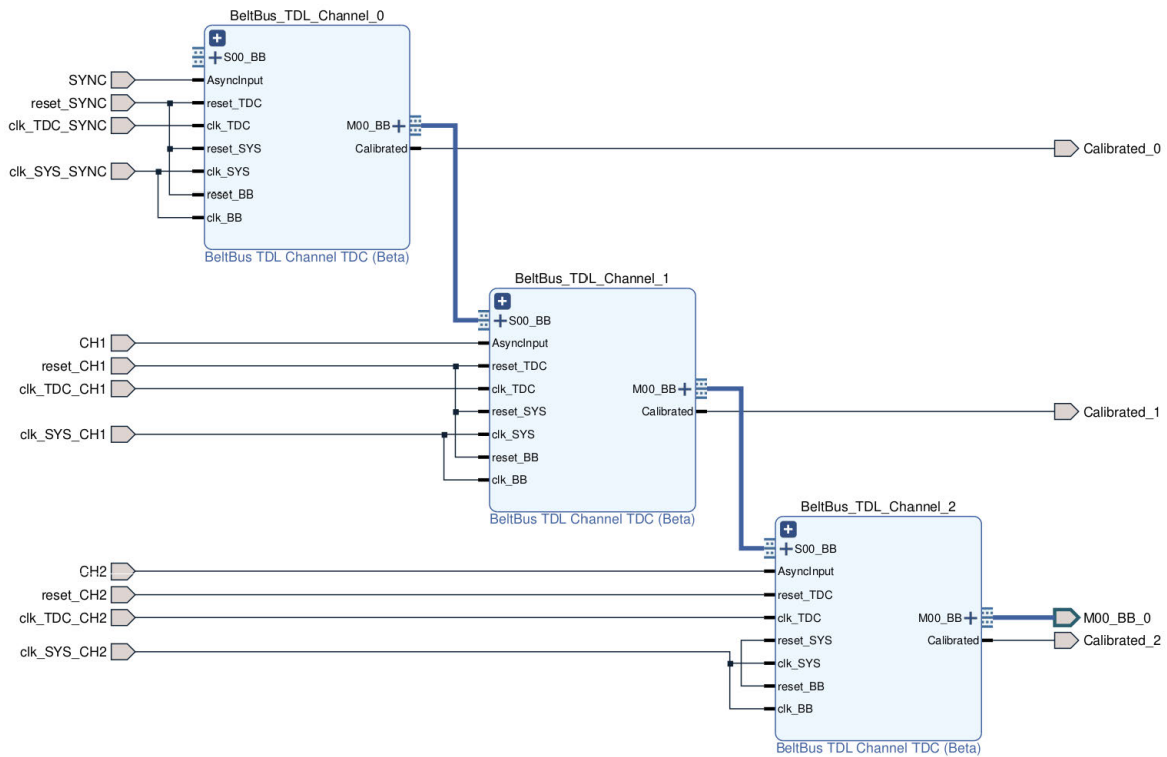 BeltBus_TDL_Channel_0
S00_BB
SYNC
AsyncInput
reset_SYNC
reset_TDC
clk_TDC_SYNC
clk_TDC
M00_BB
reset_SYS
Calibrated
Calibrated_0
clk_SYS_SYNC
clk_SYS
reset_BB
clk_BB
BeltBus TDL Channel TDC (Beta)
BeltBus_TDL_Channel_1
S00_BB
CH1
AsyncInput
reset_CH1
reset_TDC
clk_TDC_CH1
clk_TDC
M00_BB
reset_SYS
Calibrated
Calibrated_1
clk_SYS_CH1
clk_SYS
reset_BB
clk_BB
BeltBus TDL Channel TDC (Beta)
BeltBus_TDL_Channel_2
S00_BB
CH2
AsyncInput
reset_CH2
reset_TDC
clk_TDC_CH2
clk_TDC
M00_BB
M00_BB_0
reset_SYS
Calibrated
Calibrated_2
clk_SYS_CH2
clk_SYS
reset_BB
clk_BB
BeltBus TDL Channel TDC (Beta)